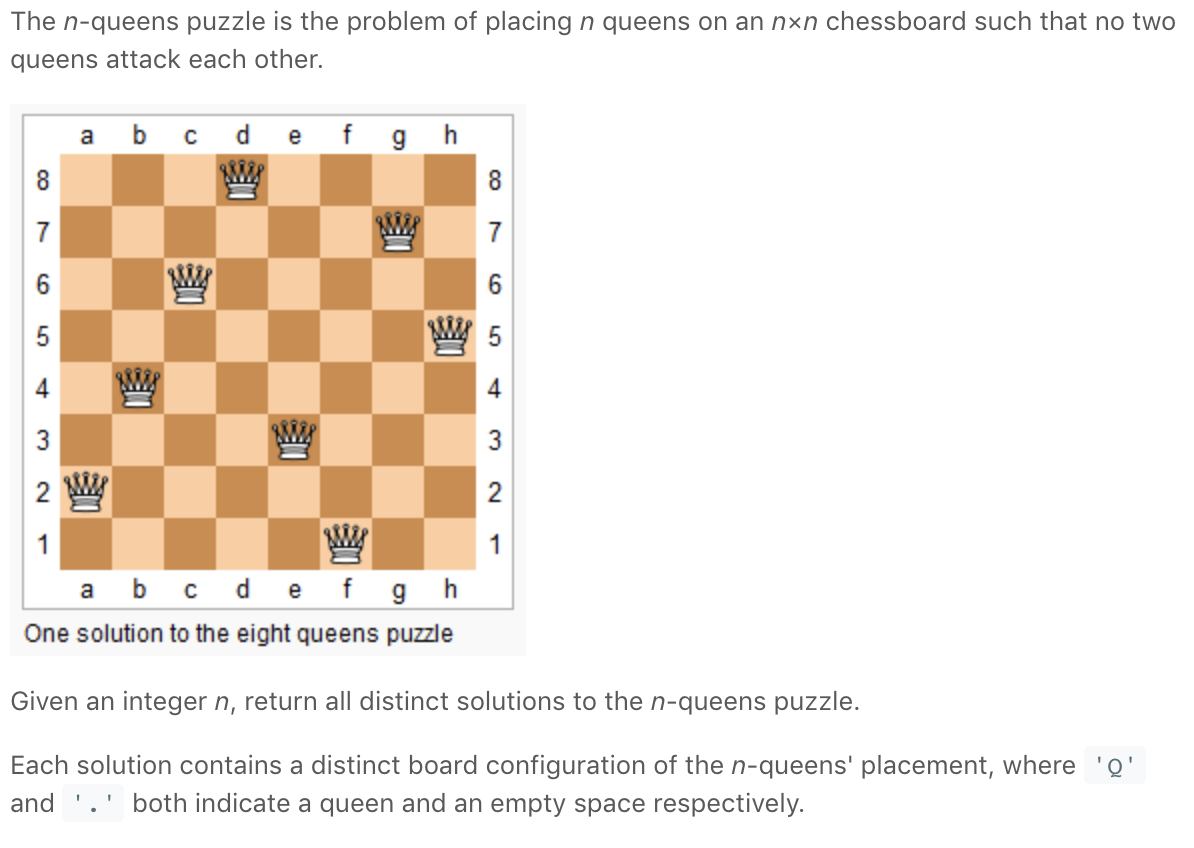 The n-queens puzzle is the problem of placing n queens on an n×n chessboard such that no two
queens attack each other.
a b c d e f g h
8 8
7 7
6 6
5 5
4 4
3 3
2 2
1 1
a b c d e f g h
One solution to the eight queens puzzle
Given an integer n, return all distinct solutions to the n-queens puzzle.
Each solution contains a distinct board configuration of the n-queens' placement, where 'Q'
and '.' both indicate a queen and an empty space respectively.